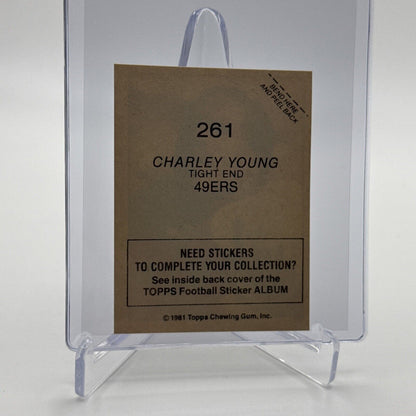 BEND HERE
AND PEEL BACK
261
CHARLEY YOUNG
TIGHT END
49ERS
NEED STICKERS
TO COMPLETE YOUR COLLECTION?
See inside back cover of the
TOPPS Football Sticker ALBUM
© 1981 Topps Chewing Gum, Inc.